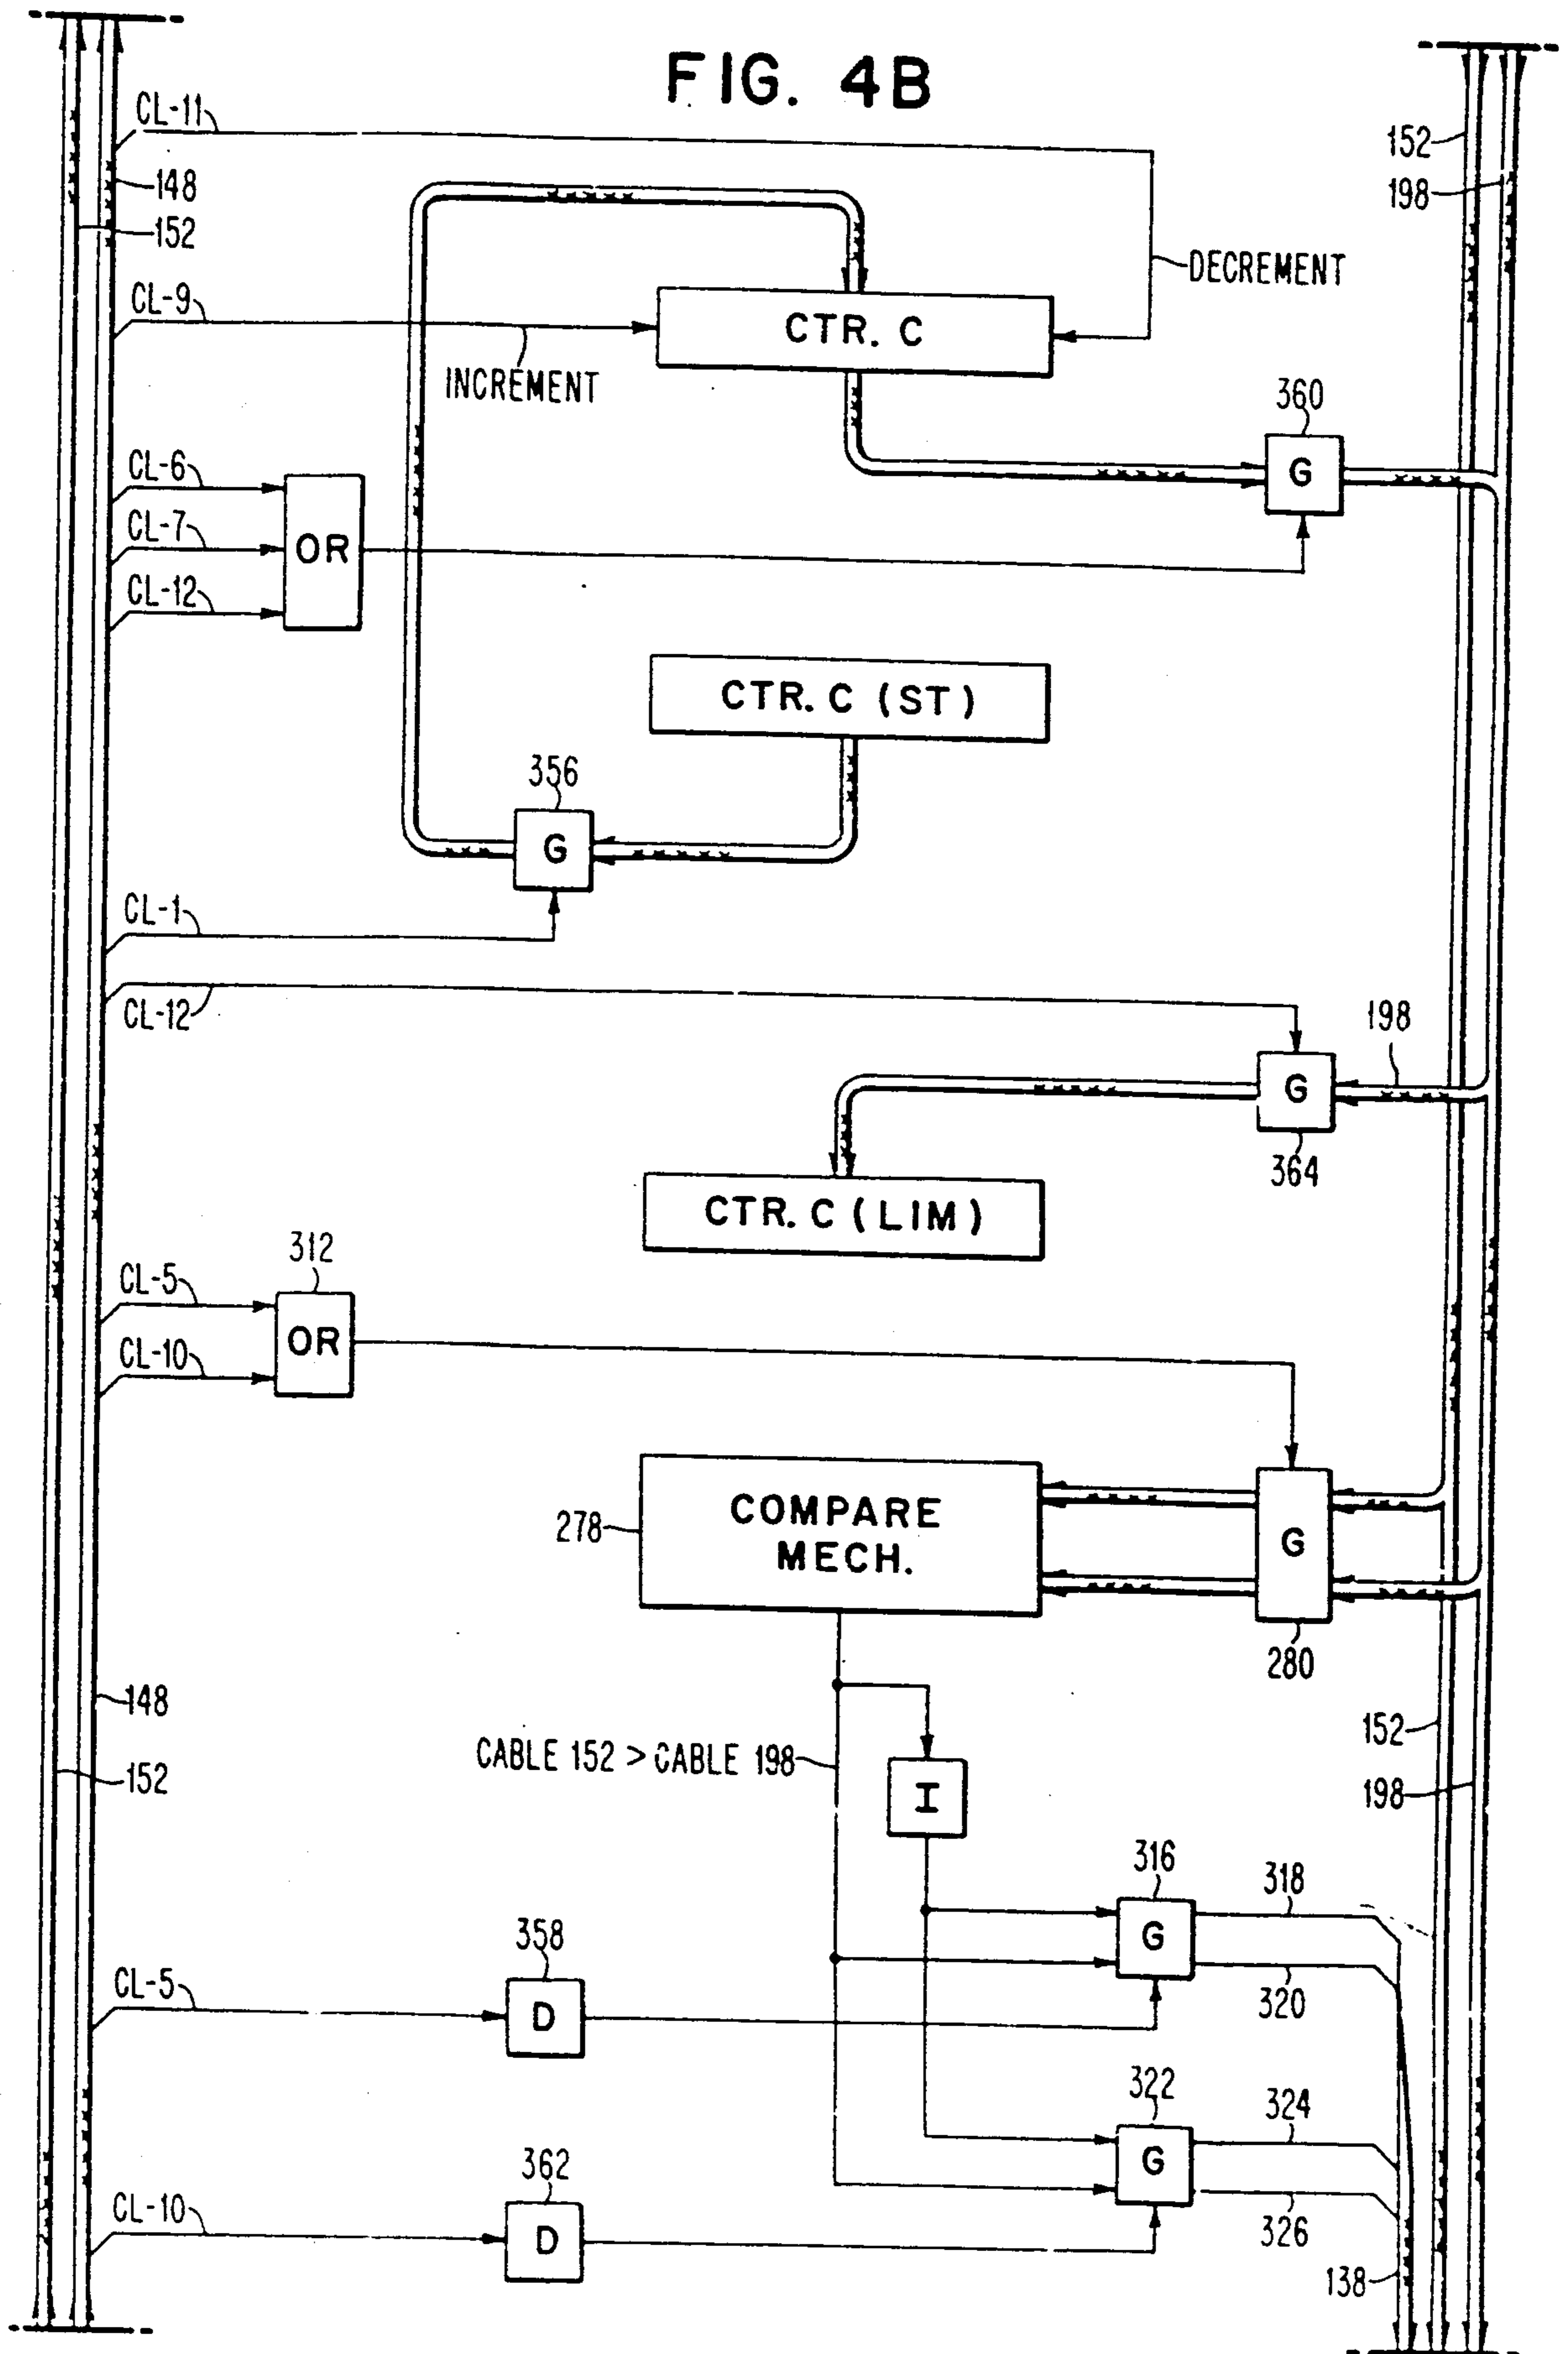 FIG. 4B
CL-11
152
148
198
152
DECREMENT
CL-9
CTR. C
INCREMENT
360
G
CL-6
CL-7
OR
CL-12
CTR. C (ST)
356
G
CL-1
CL-12
198
G
364
CTR. C (LIM)
312
CL-5
OR
CL-10
COMPARE
MECH.
278
G
280
148
152
CABLE 152 > CABLE 198
152
I
198
316
318
G
358
320
CL-5
D
322
324
G
362
326
CL-10
D
138